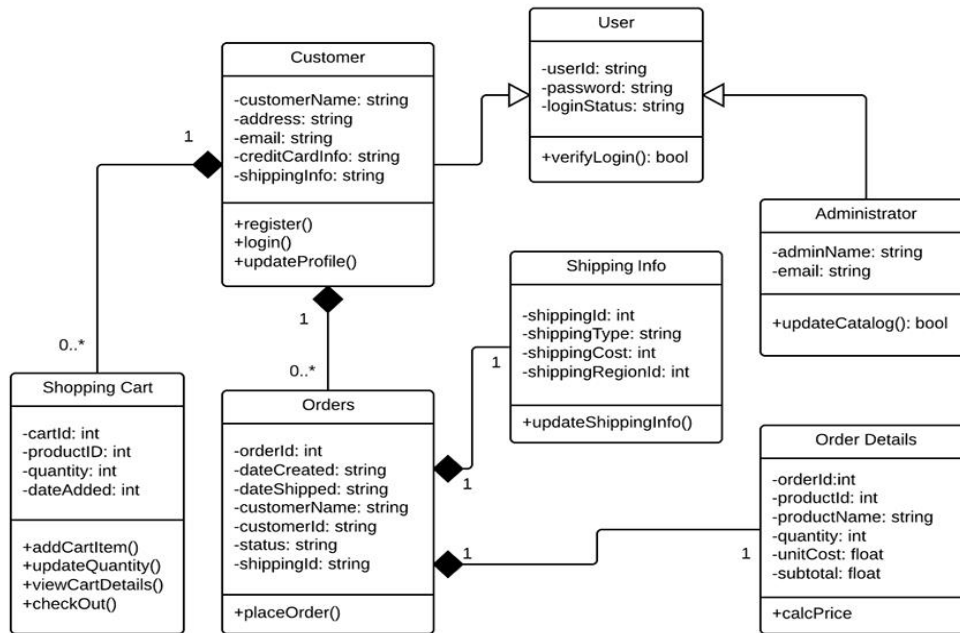 User
-userId: string
-password: string
-loginStatus: string
+verifyLogin(): bool
Customer
-customerName: string
-address: string
-email: string
-creditCardInfo: string
-shippingInfo: string
+register()
+login()
+updateProfile()
1
0..*
1
0..*
Administrator
-adminName: string
-email: string
+updateCatalog(): bool
Shipping Info
-shippingId: int
-shippingType: string
-shippingCost: int
-shippingRegionId: int
+updateShippingInfo()
1
1
Shopping Cart
-cartId: int
-productID: int
-quantity: int
-dateAdded: int
+addCartItem()
+updateQuantity()
+viewCartDetails()
+checkOut()
Orders
-orderId: int
-dateCreated: string
-dateShipped: string
-customerName: string
-customerId: string
-status: string
-shippingId: string
+placeOrder()
1
1
Order Details
-orderId:int
-productId: int
-productName: string
-quantity: int
-unitCost: float
-subtotal: float
+calcPrice